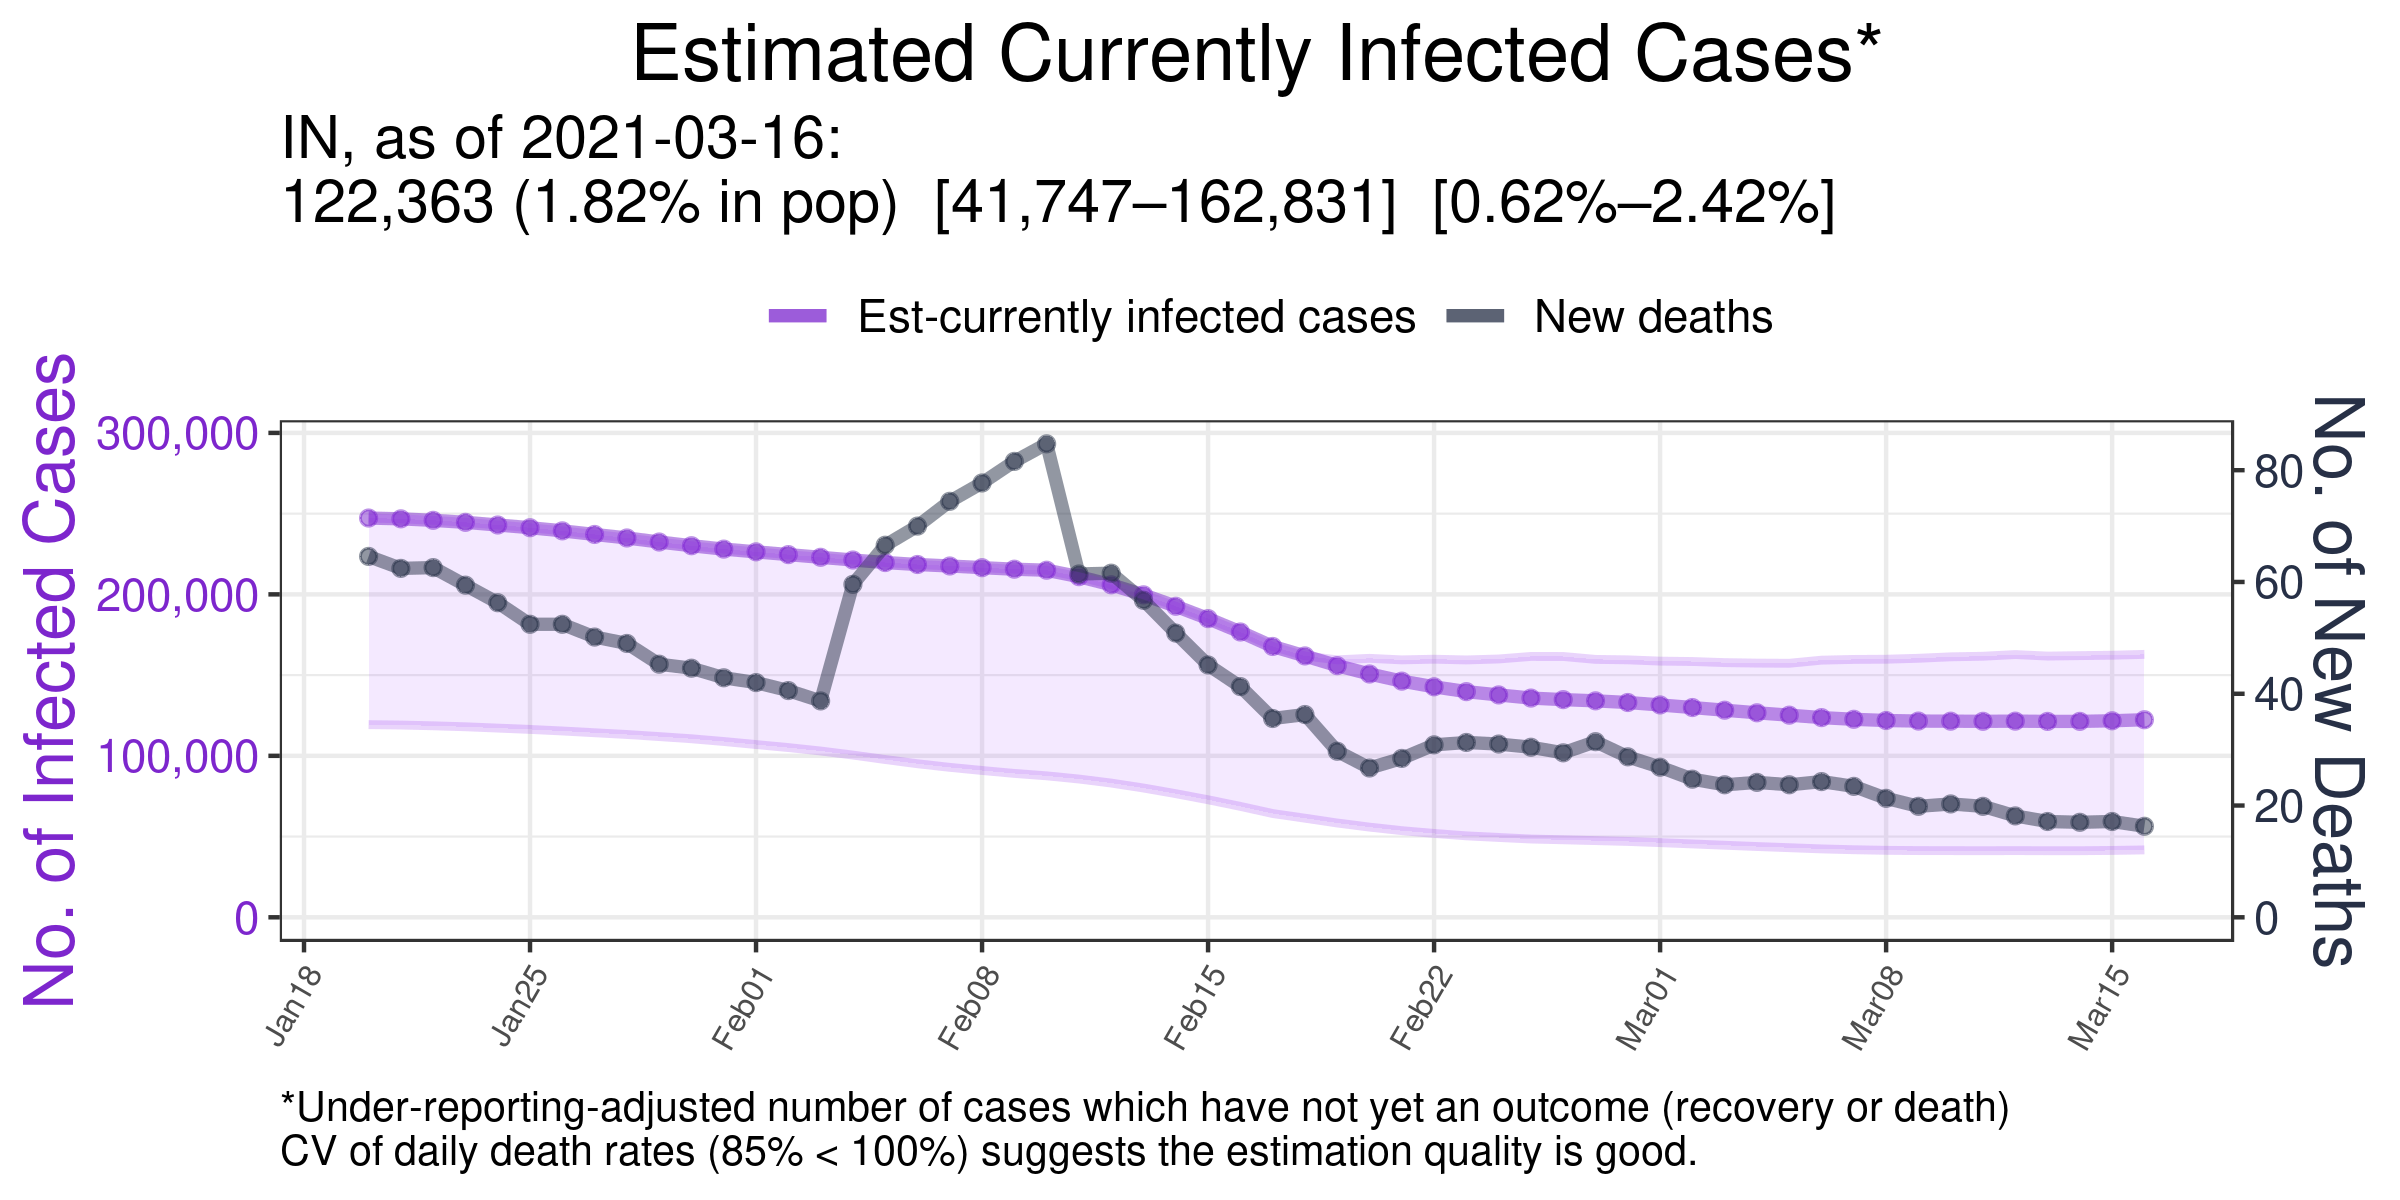 Estimated Currently Infected Cases*
IN, as of 2021-03-16:
122,363 (1.82% in pop)  [41,747–162,831]  [0.62%–2.42%]
Est-currently infected cases
New deaths
No. of Infected Cases
300,000
200,000
100,000
0
80
60
40
20
0
No. of New Deaths
Jan18
Jan25
Feb01
Feb08
Feb15
Feb22
Mar01
Mar08
Mar15
*Under-reporting-adjusted number of cases which have not yet an outcome (recovery or death)
CV of daily death rates (85% < 100%) suggests the estimation quality is good.